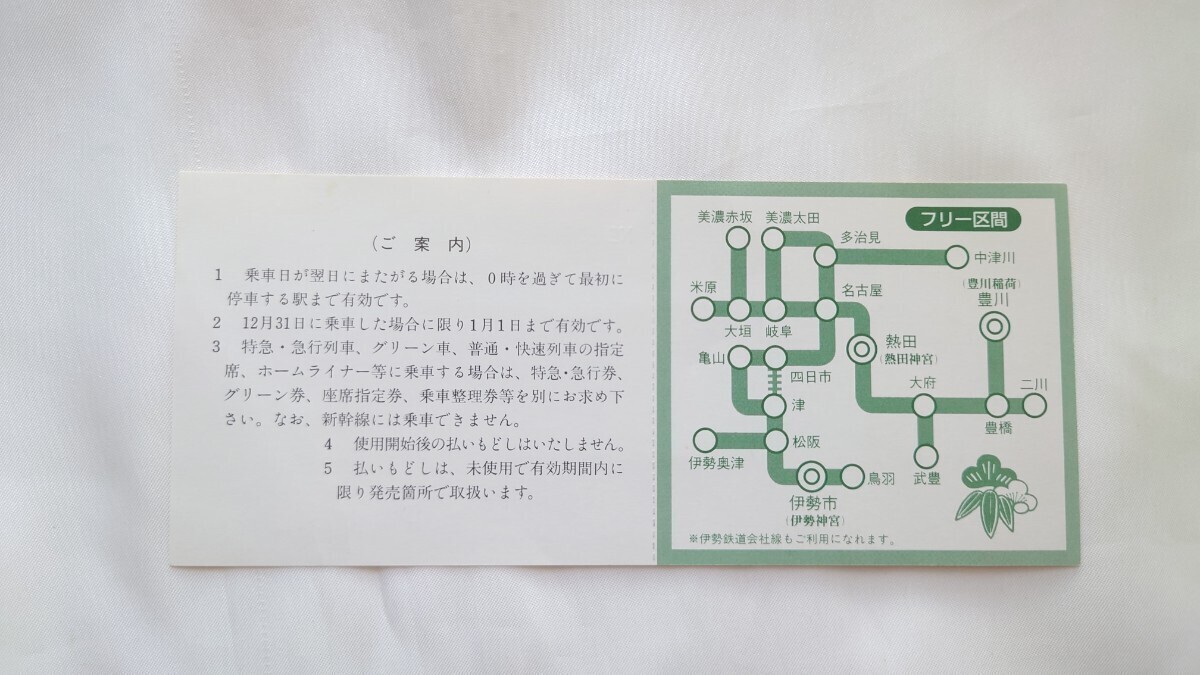 （ご 案 内）
1 乗車日が翌日にまたがる場合は、0時を過ぎて最初に
停車する駅まで有効です。
2 12月31日に乗車した場合に限り1月1日まで有効です。
3 特急・急行列車、グリーン車、普通・快速列車の指定
席、ホームライナー等に乗車する場合は、特急・急行券、
グリーン券、座席指定券、乗車整理券等を別にお求め下
さい。なお、新幹線には乗車できません。
4 使用開始後の払いもどしはいたしません。
5 払いもどしは、未使用で有効期間内に
限り発売箇所で取扱います。
フリー区間
美濃赤坂
美濃太田
多治見
中津川
米原
大垣
岐阜
名古屋
(豊川稲荷)
豊川
熱田
(熱田神宮)
亀山
四日市
大府
二川
津
豊橋
伊勢奥津
松阪
武豊
鳥羽
伊勢市
(伊勢神宮)
※伊勢鉄道会社線もご利用になれます。